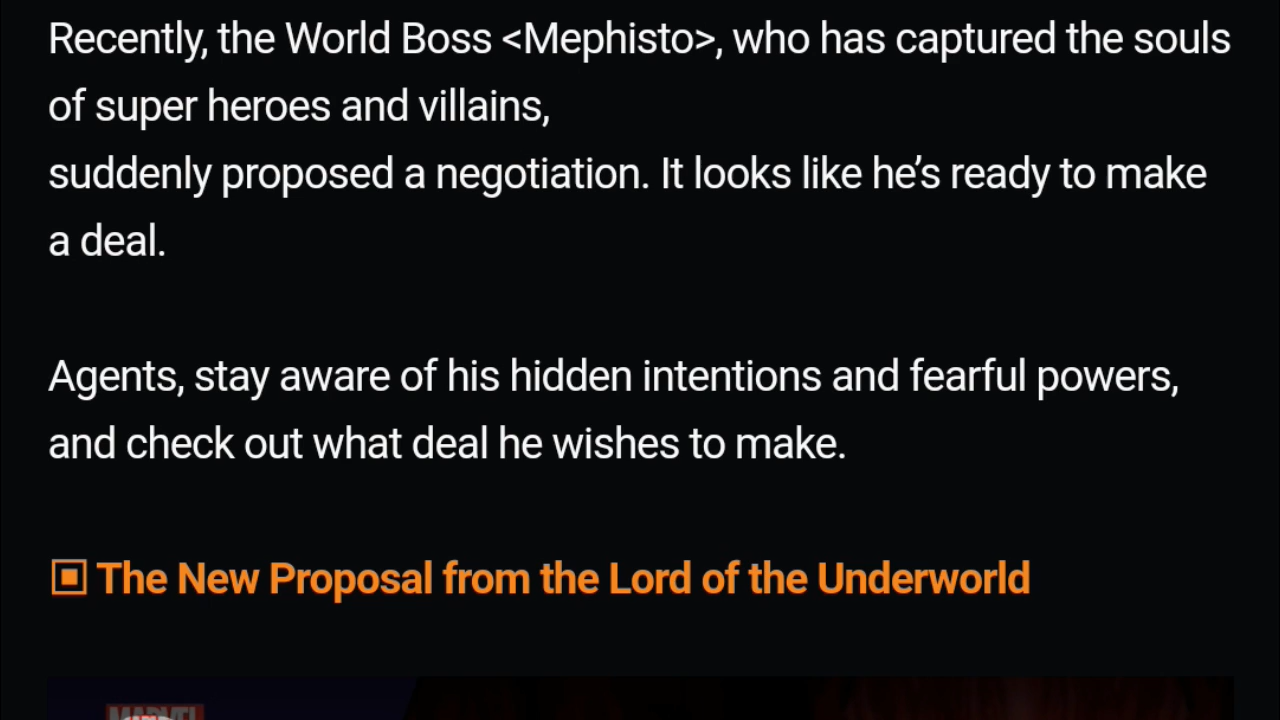 Recently, the World Boss <Mephisto>, who has captured the souls
of super heroes and villains,
suddenly proposed a negotiation. It looks like he’s ready to make
a deal.
Agents, stay aware of his hidden intentions and fearful powers,
and check out what deal he wishes to make.
▣ The New Proposal from the Lord of the Underworld
MARVEL